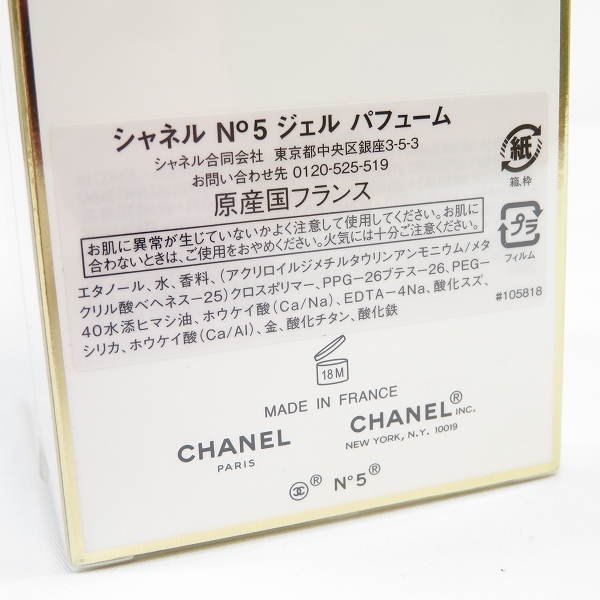 シャネル Nº5 ジェル パフューム
シャネル合同会社 東京都中央区銀座3-5-3
お問い合わせ先 0120-525-519
原産国フランス
お肌に異常が生じていないかよく注意して使用してください。お肌に
合わないときは、ご使用をおやめください。火気には十分ご注意ください。
エタノール、水、香料、(アクリロイルジメチルタウリンアンモニウム/メタ
クリル酸ベヘネス-25)クロスポリマー、PPG-26ブテス-26、PEG-
40水添ヒマシ油、ホウケイ酸(Ca/Na)、EDTA-4Na、酸化スズ、
シリカ、ホウケイ酸(Ca/Al)、金、酸化チタン、酸化鉄
紙
箱、枠
プラ
フィルム
#105818
18M
MADE IN FRANCE
CHANEL
PARIS
CHANEL® INC.
NEW YORK, N.Y. 10019
® Nº5®